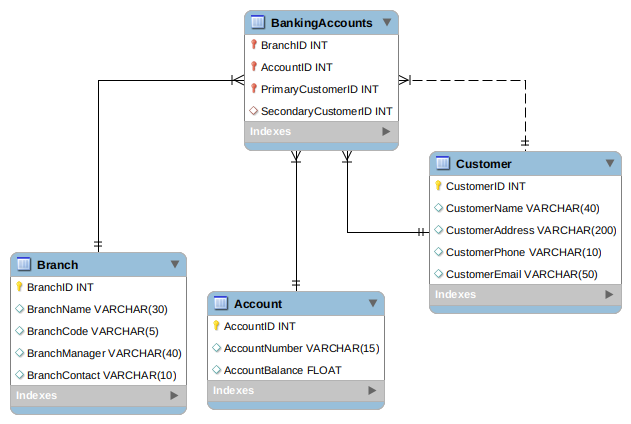 BankingAccounts
BranchID INT
AccountID INT
PrimaryCustomerID INT
SecondaryCustomerID INT
Indexes
Customer
CustomerID INT
CustomerName VARCHAR(40)
CustomerAddress VARCHAR(200)
CustomerPhone VARCHAR(10)
CustomerEmail VARCHAR(50)
Indexes
Branch
BranchID INT
BranchName VARCHAR(30)
BranchCode VARCHAR(5)
BranchManager VARCHAR(40)
BranchContact VARCHAR(10)
Indexes
Account
AccountID INT
AccountNumber VARCHAR(15)
AccountBalance FLOAT
Indexes